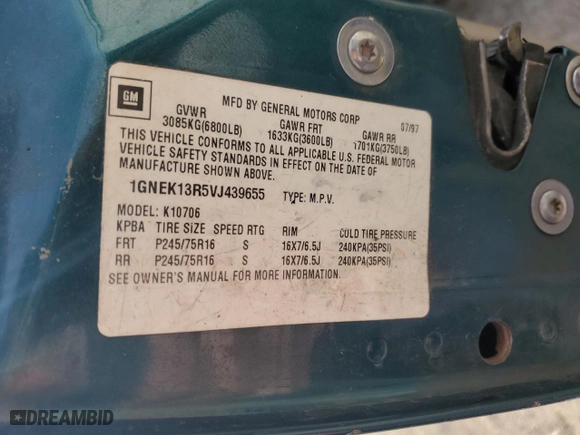 GM
MFD BY GENERAL MOTORS CORP 07/97
GVWR GAWR FRT GAWR RR
3085KG(6800LB) 1633KG(3600LB) 1701KG(3750LB)
THIS VEHICLE CONFORMS TO ALL APPLICABLE U.S. FEDERAL MOTOR
VEHICLE SAFETY STANDARDS IN EFFECT ON THE DATE OF
MANUFACTURE SHOWN ABOVE.
1GNEK13R5VJ439655 TYPE: M.P.V.
MODEL: K10706
KPBA TIRE SIZE SPEED RTG RIM COLD TIRE PRESSURE
FRT P245/75R16 S 16X7/6.5J 240KPA(35PSI)
RR P245/75R16 S 16X7/6.5J 240KPA(35PSI)
SEE OWNER'S MANUAL FOR MORE INFORMATION.
DREAMBID